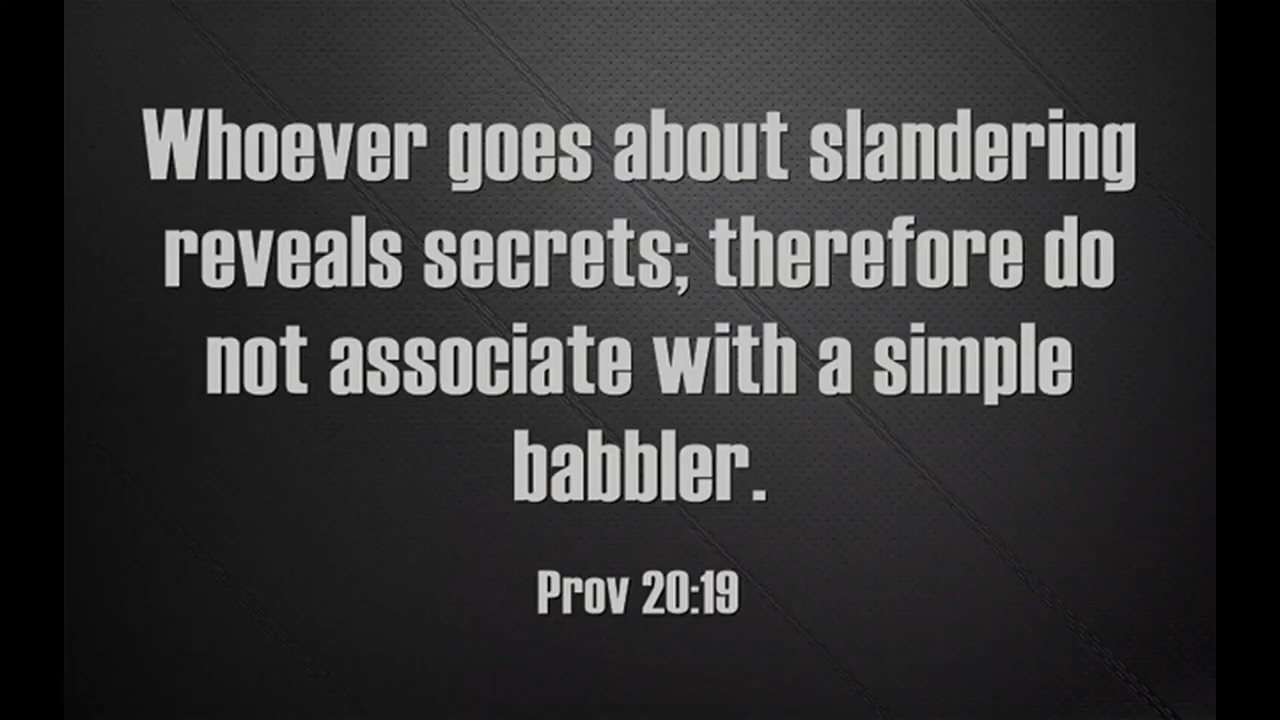 Whoever goes about slandering
reveals secrets; therefore do
not associate with a simple
babbler.
Prov 20:19